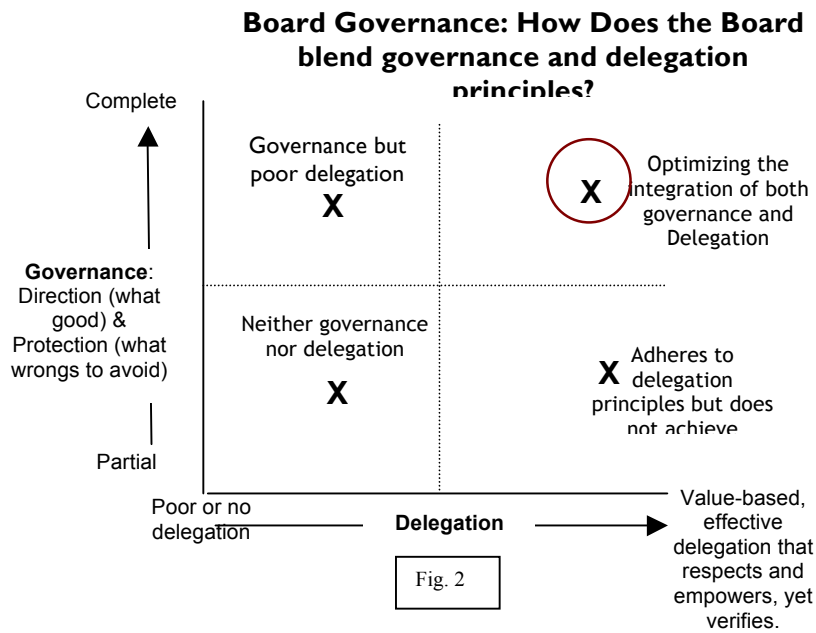 Board Governance: How Does the Board
blend governance and delegation
principles?
Complete
Governance but
poor delegation
X
X
Optimizing the
integration of both
governance and
Delegation
Governance:
Direction (what
good) &
Protection (what
wrongs to avoid)
Neither governance
nor delegation
X
X
Adheres to
delegation
principles but does
not achieve
Partial
Poor or no
delegation
Delegation
Value-based,
effective
delegation that
respects and
empowers, yet
verifies.
Fig. 2